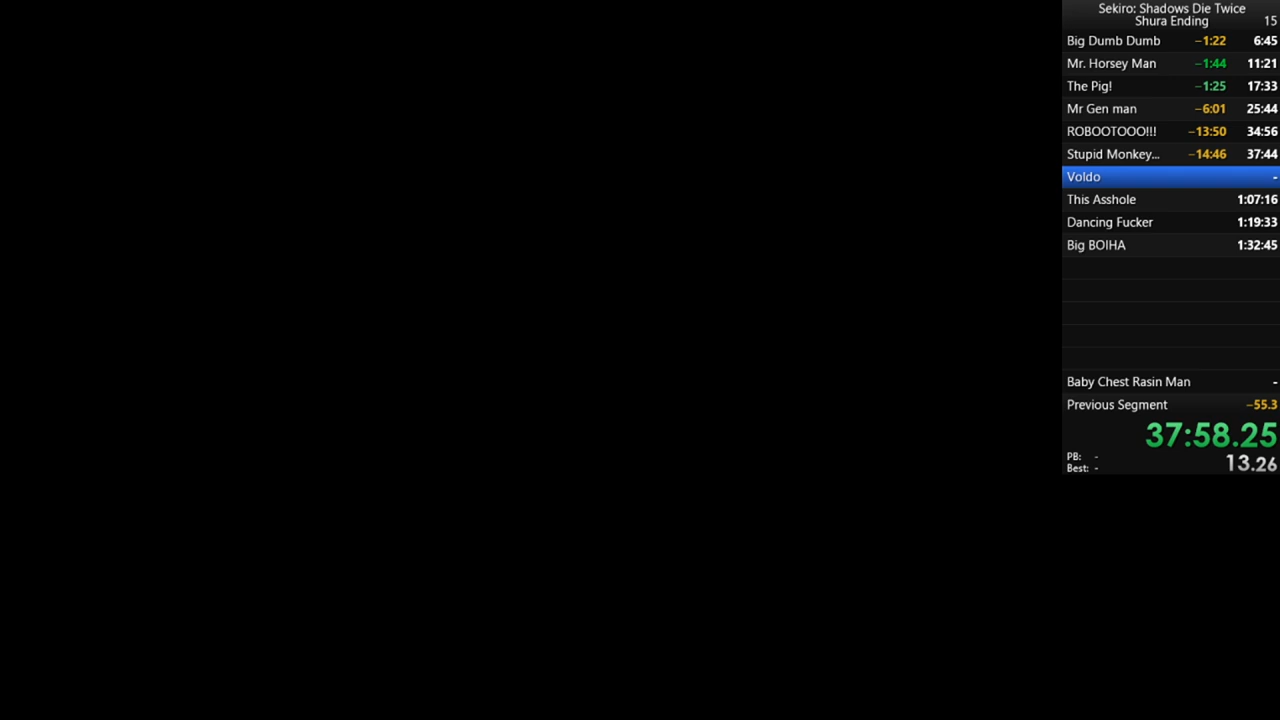 Sekiro: Shadows Die Twice
Shura Ending 15
Big Dumb Dumb −1:22 6:45
Mr. Horsey Man −1:44 11:21
The Pig! −1:25 17:33
Mr Gen man −6:01 25:44
ROBOOTOOO!!! −13:50 34:56
Stupid Monkey... −14:46 37:44
Voldo -
This Asshole 1:07:16
Dancing Fucker 1:19:33
Big BOIHA 1:32:45
Baby Chest Rasin Man -
Previous Segment −55.3
37:58.25
PB: - 13.26
Best: -